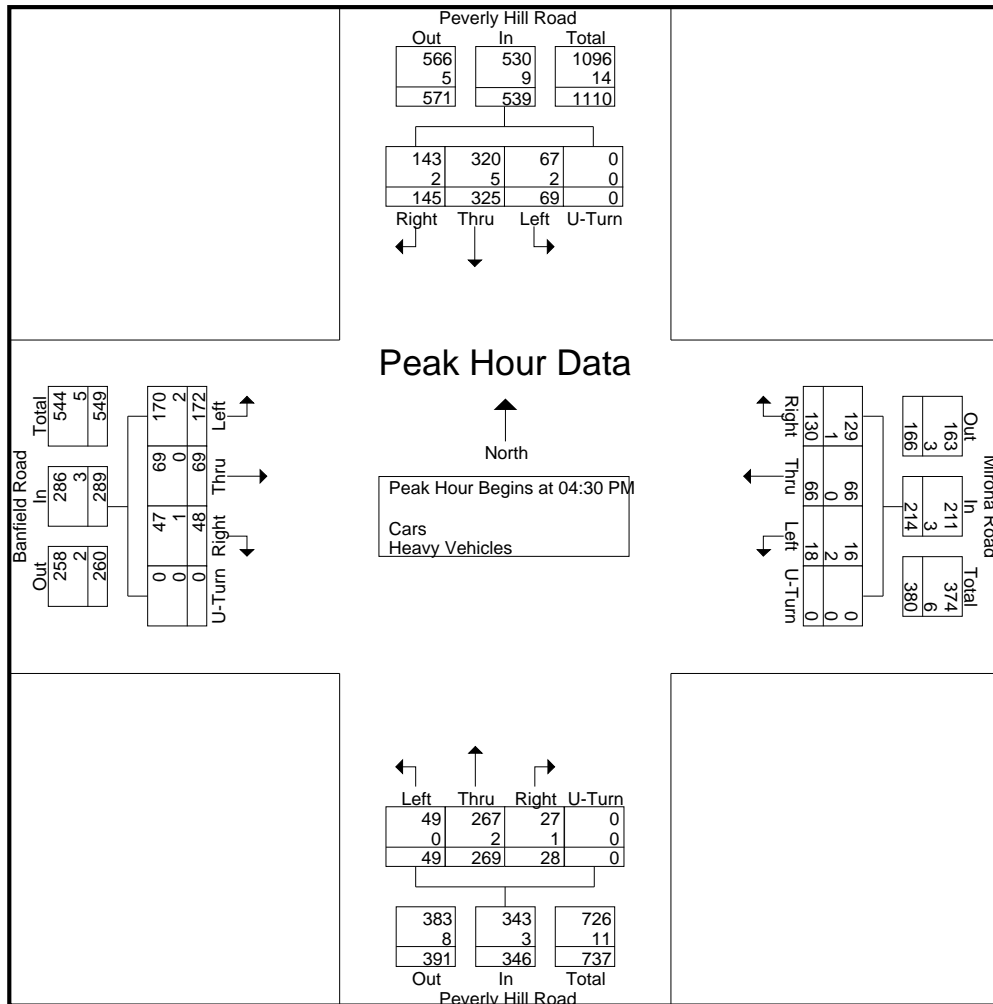 Peverly Hill Road
Out In Total
566 530 1096
5 9 14
571 539 1110
143 320 67 0
2 5 2 0
145 325 69 0
Right Thru Left U-Turn
Peak Hour Data
North
Peak Hour Begins at 04:30 PM
Cars
Heavy Vehicles
Banfield Road
Out In Total
258 286 544
2 3 5
260 289 549
U-Turn Right Thru Left
0 47 69 170
0 1 0 2
0 48 69 172
Mirona Road
Out In Total
163 211 374
3 3 6
166 214 380
129 66 16 0
1 0 2 0
130 66 18 0
Right Thru Left U-Turn
Left Thru Right U-Turn
49 267 27 0
0 2 1 0
49 269 28 0
383 343 726
8 3 11
391 346 737
Out In Total
Peverly Hill Road